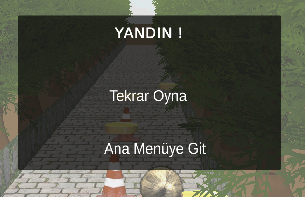 YANDIN !
Tekrar Oyna
Ana Menüye Git